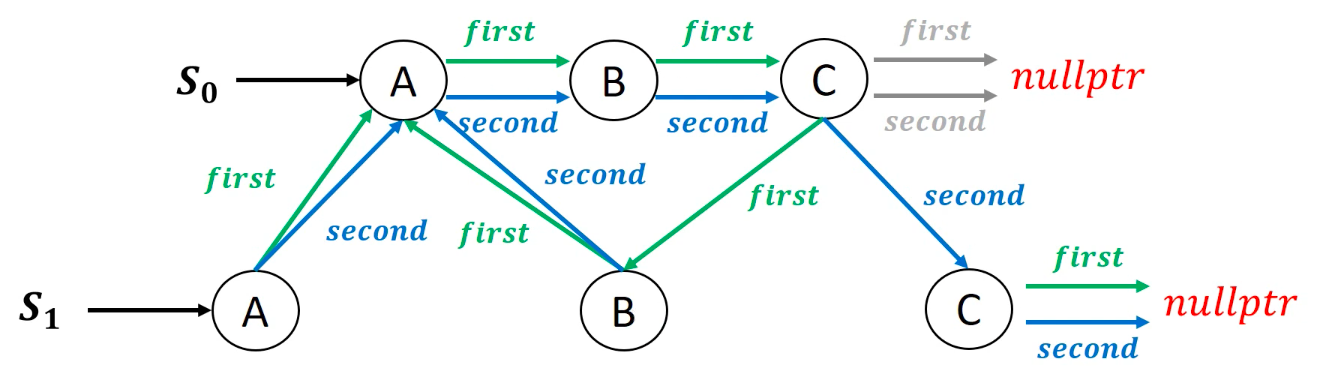 first first first
S₀ A B C nullptr
second second second
first second second first second
first
first
S₁ A B C nullptr
second